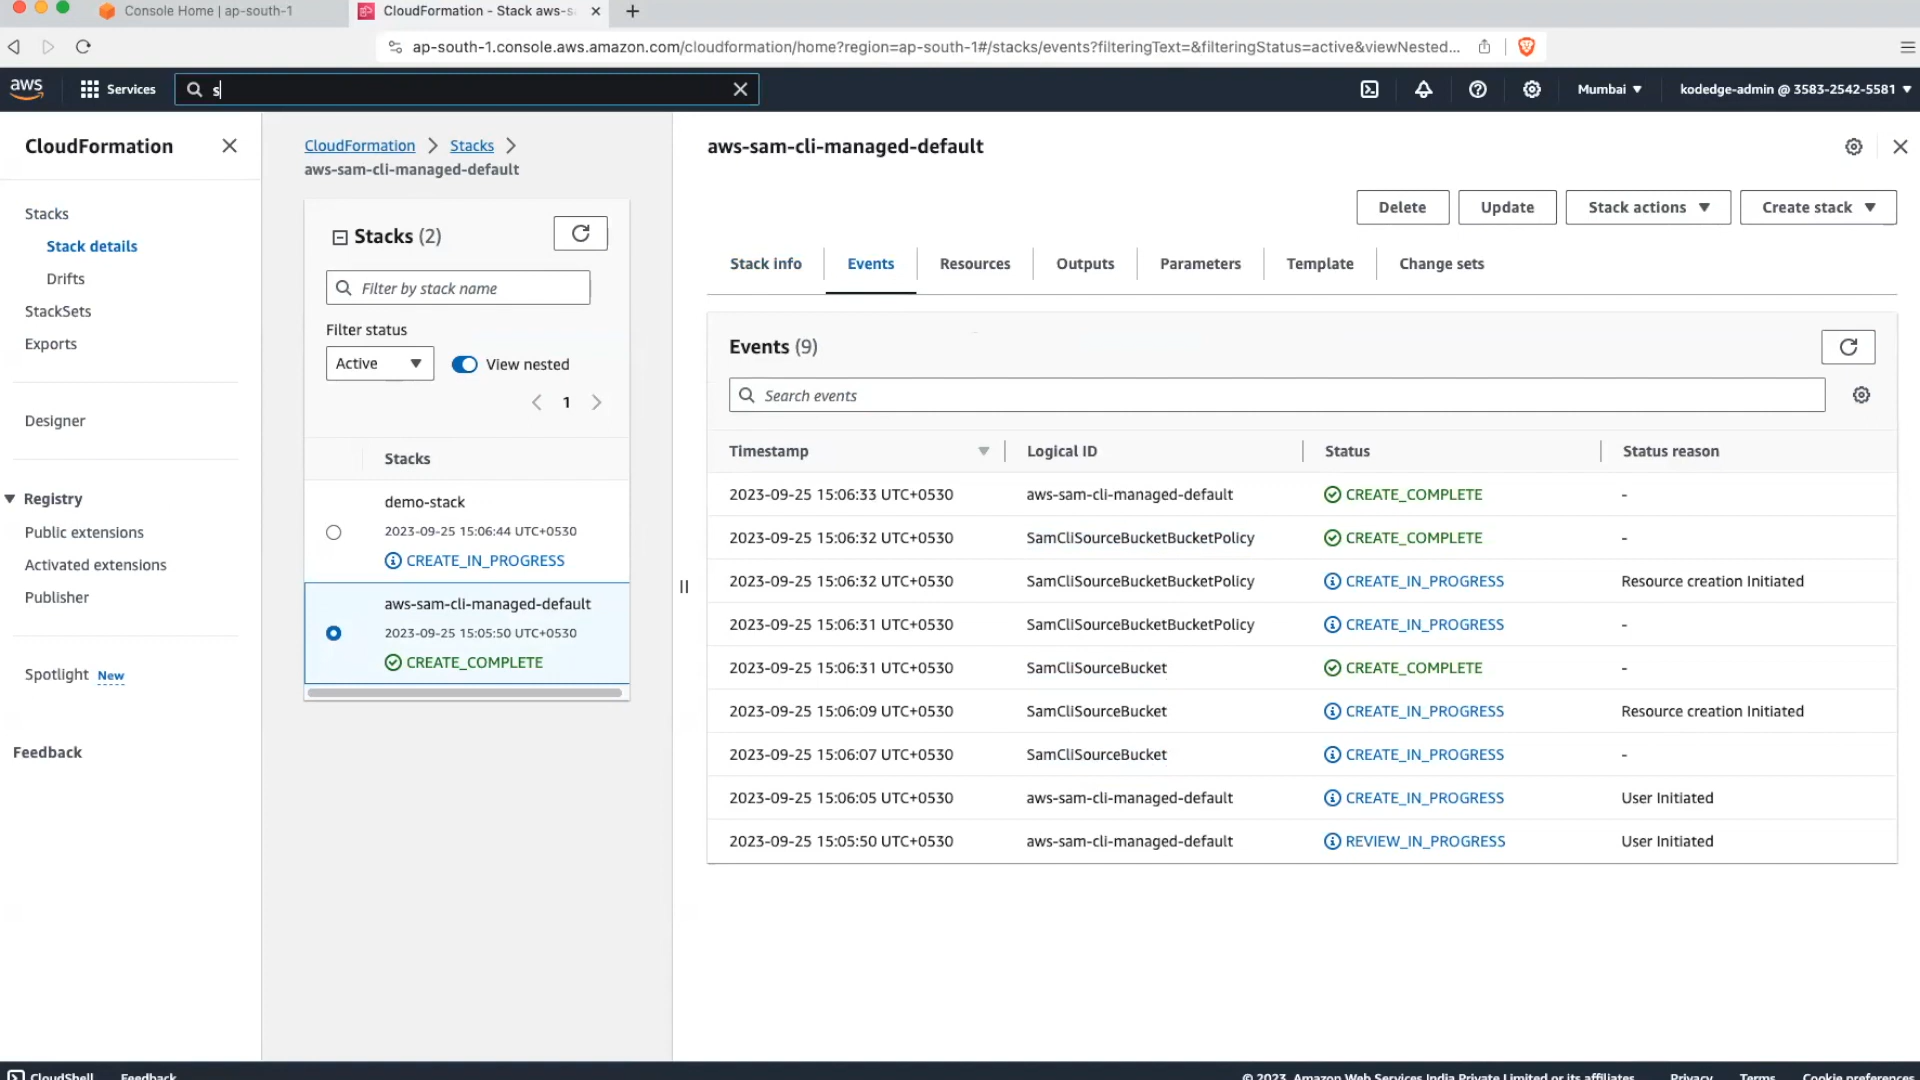 Console Home | ap-south-1
CloudFormation - Stack aws-s
ap-south-1.console.aws.amazon.com/cloudformation/home?region=ap-south-1#/stacks/events?filteringText=&filteringStatus=active&viewNested...
aws
Services
s
Mumbai
kodedge-admin @ 3583-2542-5581
CloudFormation
Stacks
Stack details
Drifts
StackSets
Exports
Designer
Registry
Public extensions
Activated extensions
Publisher
Spotlight New
Feedback
CloudFormation
Stacks
aws-sam-cli-managed-default
Stacks (2)
Filter by stack name
Filter status
Active
View nested
1
Stacks
demo-stack
2023-09-25 15:06:44 UTC+0530
CREATE_IN_PROGRESS
aws-sam-cli-managed-default
2023-09-25 15:05:50 UTC+0530
CREATE_COMPLETE
aws-sam-cli-managed-default
Delete
Update
Stack actions
Create stack
Stack info
Events
Resources
Outputs
Parameters
Template
Change sets
Events (9)
Search events
Timestamp Logical ID Status Status reason
2023-09-25 15:06:33 UTC+0530 aws-sam-cli-managed-default CREATE_COMPLETE -
2023-09-25 15:06:32 UTC+0530 SamCliSourceBucketBucketPolicy CREATE_COMPLETE -
2023-09-25 15:06:32 UTC+0530 SamCliSourceBucketBucketPolicy CREATE_IN_PROGRESS Resource creation Initiated
2023-09-25 15:06:31 UTC+0530 SamCliSourceBucketBucketPolicy CREATE_IN_PROGRESS -
2023-09-25 15:06:31 UTC+0530 SamCliSourceBucket CREATE_COMPLETE -
2023-09-25 15:06:09 UTC+0530 SamCliSourceBucket CREATE_IN_PROGRESS Resource creation Initiated
2023-09-25 15:06:07 UTC+0530 SamCliSourceBucket CREATE_IN_PROGRESS -
2023-09-25 15:06:05 UTC+0530 aws-sam-cli-managed-default CREATE_IN_PROGRESS User Initiated
2023-09-25 15:05:50 UTC+0530 aws-sam-cli-managed-default REVIEW_IN_PROGRESS User Initiated
CloudShell
Feedback
© 2023, Amazon Web Services India Private Limited or its affiliates.
Privacy
Terms
Cookie preferences